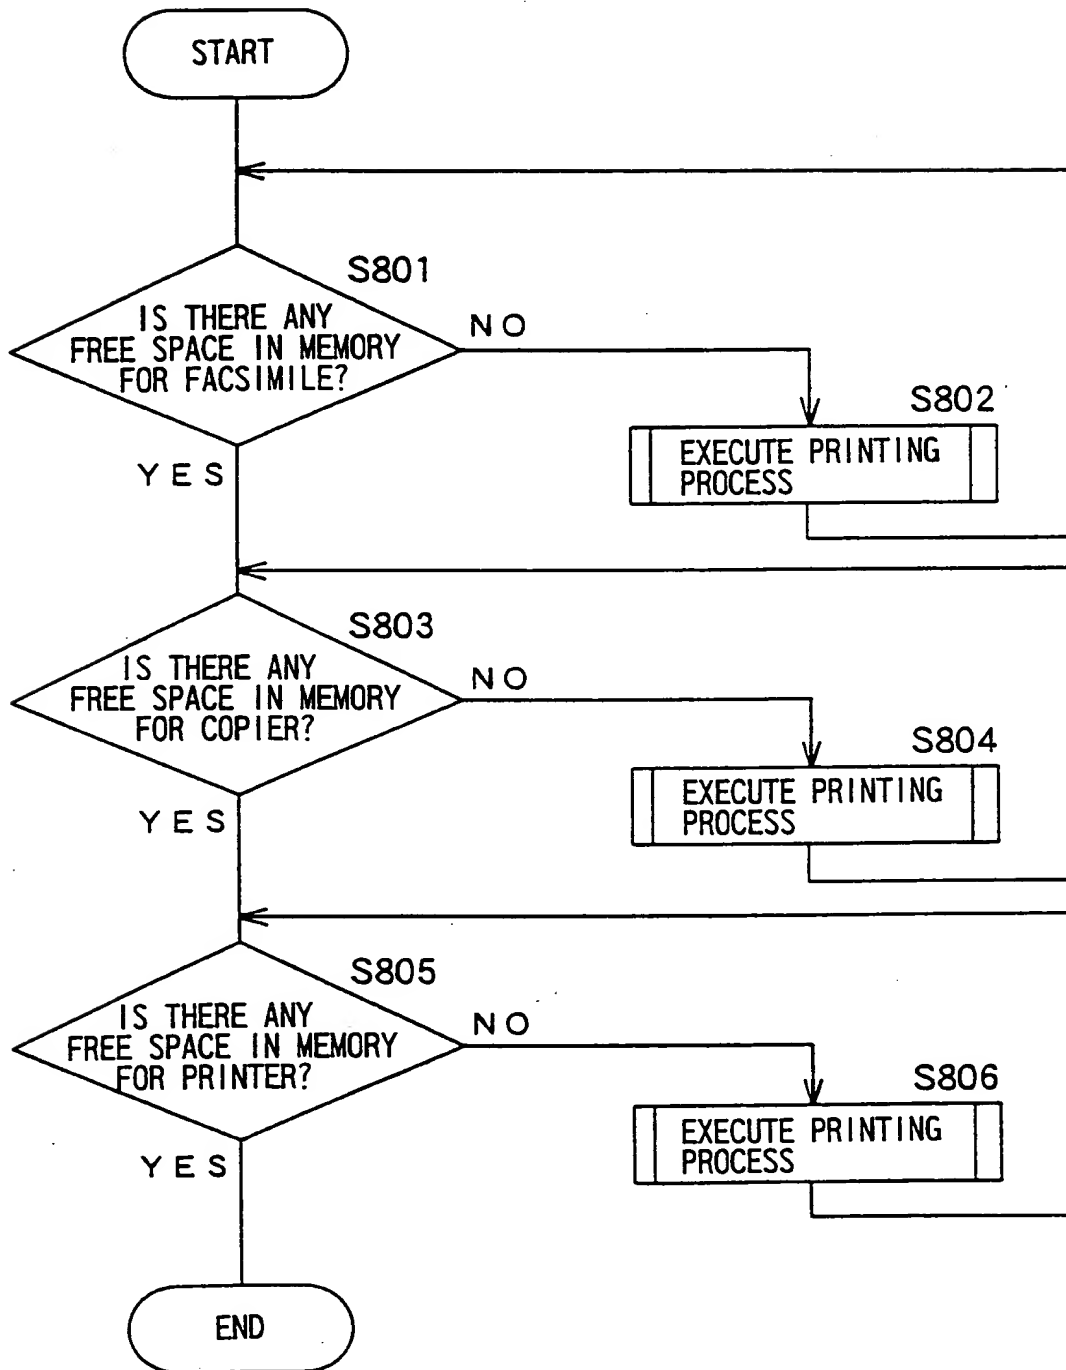 START
S801
IS THERE ANY
FREE SPACE IN MEMORY
FOR FACSIMILE?
NO
YES
S802
EXECUTE PRINTING
PROCESS
S803
IS THERE ANY
FREE SPACE IN MEMORY
FOR COPIER?
NO
YES
S804
EXECUTE PRINTING
PROCESS
S805
IS THERE ANY
FREE SPACE IN MEMORY
FOR PRINTER?
NO
YES
S806
EXECUTE PRINTING
PROCESS
END